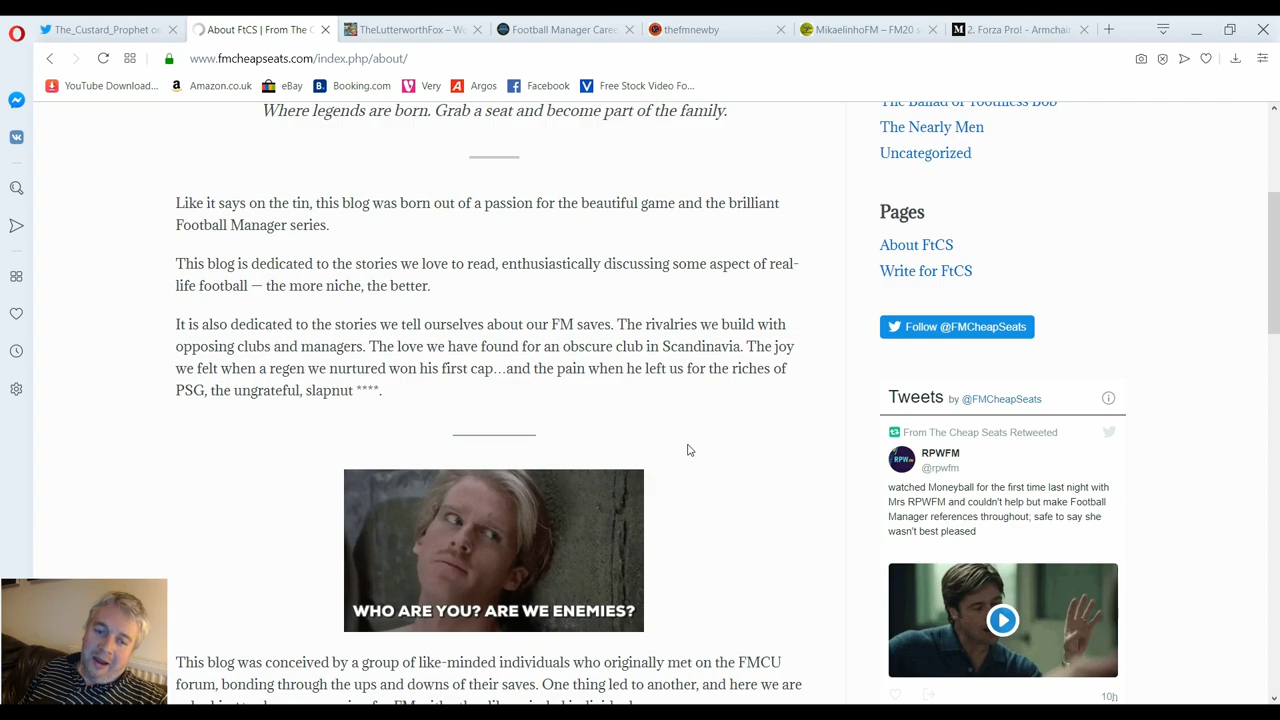 The_Custard_Prophet on
About FtCS | From The C
TheLutterworthFox – Wo
Football Manager Caree
thefmnewby
MikaelinhoFM – FM20 s
2. Forza Pro! - Armchair
www.fmcheapseats.com/index.php/about/
YouTube Download...
Amazon.co.uk
eBay
Booking.com
Very
Argos
Facebook
Free Stock Video Fo...
Where legends are born. Grab a seat and become part of the family.
Like it says on the tin, this blog was born out of a passion for the beautiful game and the brilliant
Football Manager series.
This blog is dedicated to the stories we love to read, enthusiastically discussing some aspect of real-
life football — the more niche, the better.
It is also dedicated to the stories we tell ourselves about our FM saves. The rivalries we build with
opposing clubs and managers. The love we have found for an obscure club in Scandinavia. The joy
we felt when a regen we nurtured won his first cap…and the pain when he left us for the riches of
PSG, the ungrateful, slapnut ****.
WHO ARE YOU? ARE WE ENEMIES?
This blog was conceived by a group of like-minded individuals who originally met on the FMCU
forum, bonding through the ups and downs of their saves. One thing led to another, and here we are
The Ballad of Toothless Bob
The Nearly Men
Uncategorized
Pages
About FtCS
Write for FtCS
Follow @FMCheapSeats
Tweets by @FMCheapSeats
From The Cheap Seats Retweeted
RPWFM
@rpwfm
watched Moneyball for the first time last night with
Mrs RPWFM and couldn't help but make Football
Manager references throughout; safe to say she
wasn't best pleased
10h